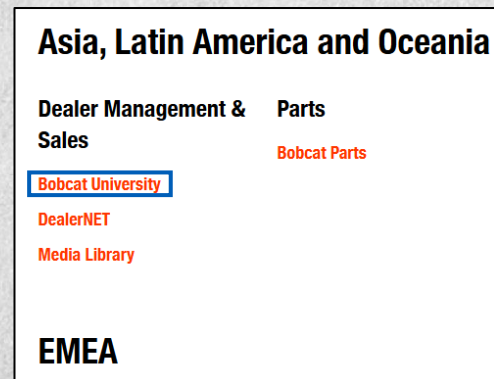 Asia, Latin America and Oceania
Dealer Management &
Sales
Bobcat University
DealerNET
Media Library
Parts
Bobcat Parts
EMEA